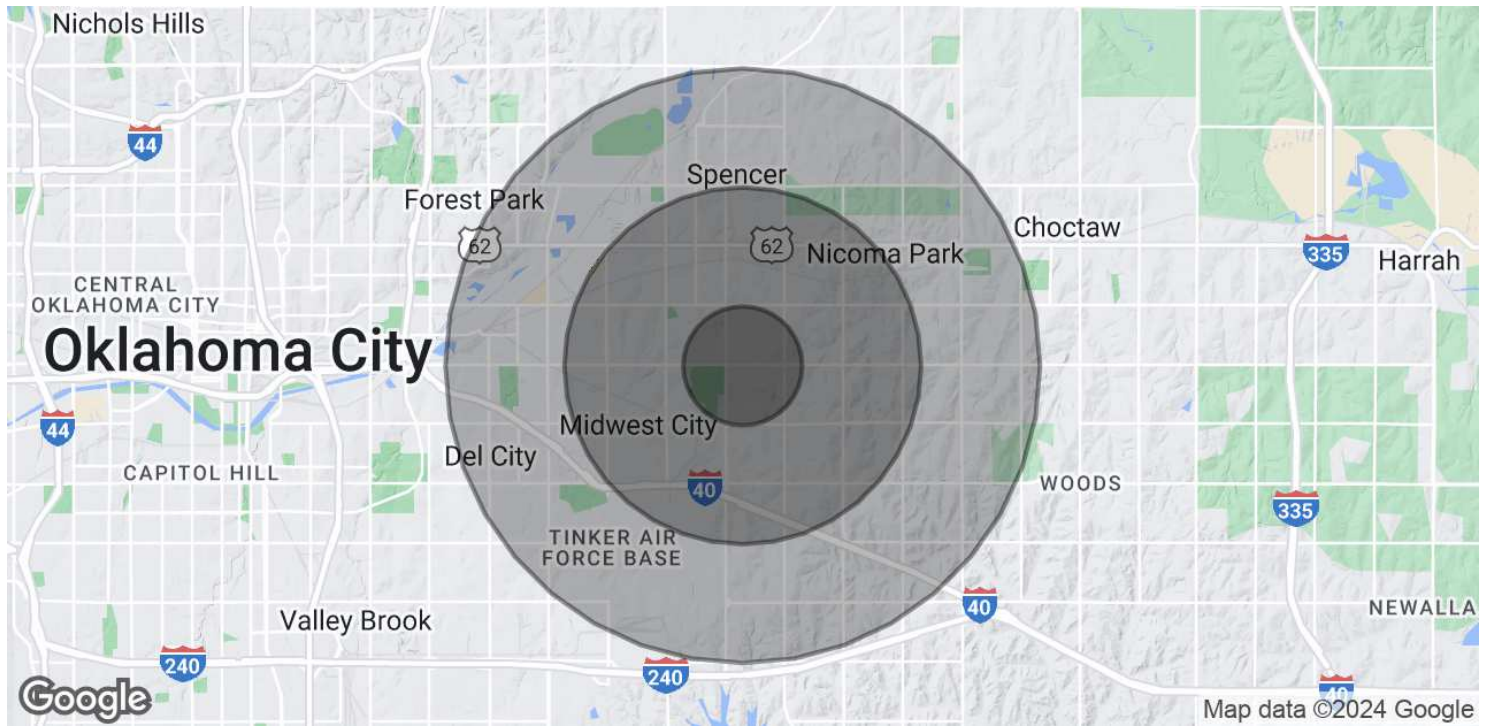 Nichols Hills
44
Spencer
Forest Park
62
62
Choctaw
Nicoma Park
335
Harrah
CENTRAL
OKLAHOMA CITY
Oklahoma City
44
Midwest City
Del City
CAPITOL HILL
40
WOODS
335
TINKER AIR
FORCE BASE
40
NEWALLA
Valley Brook
240
240
40
Google
Map data ©2024 Google